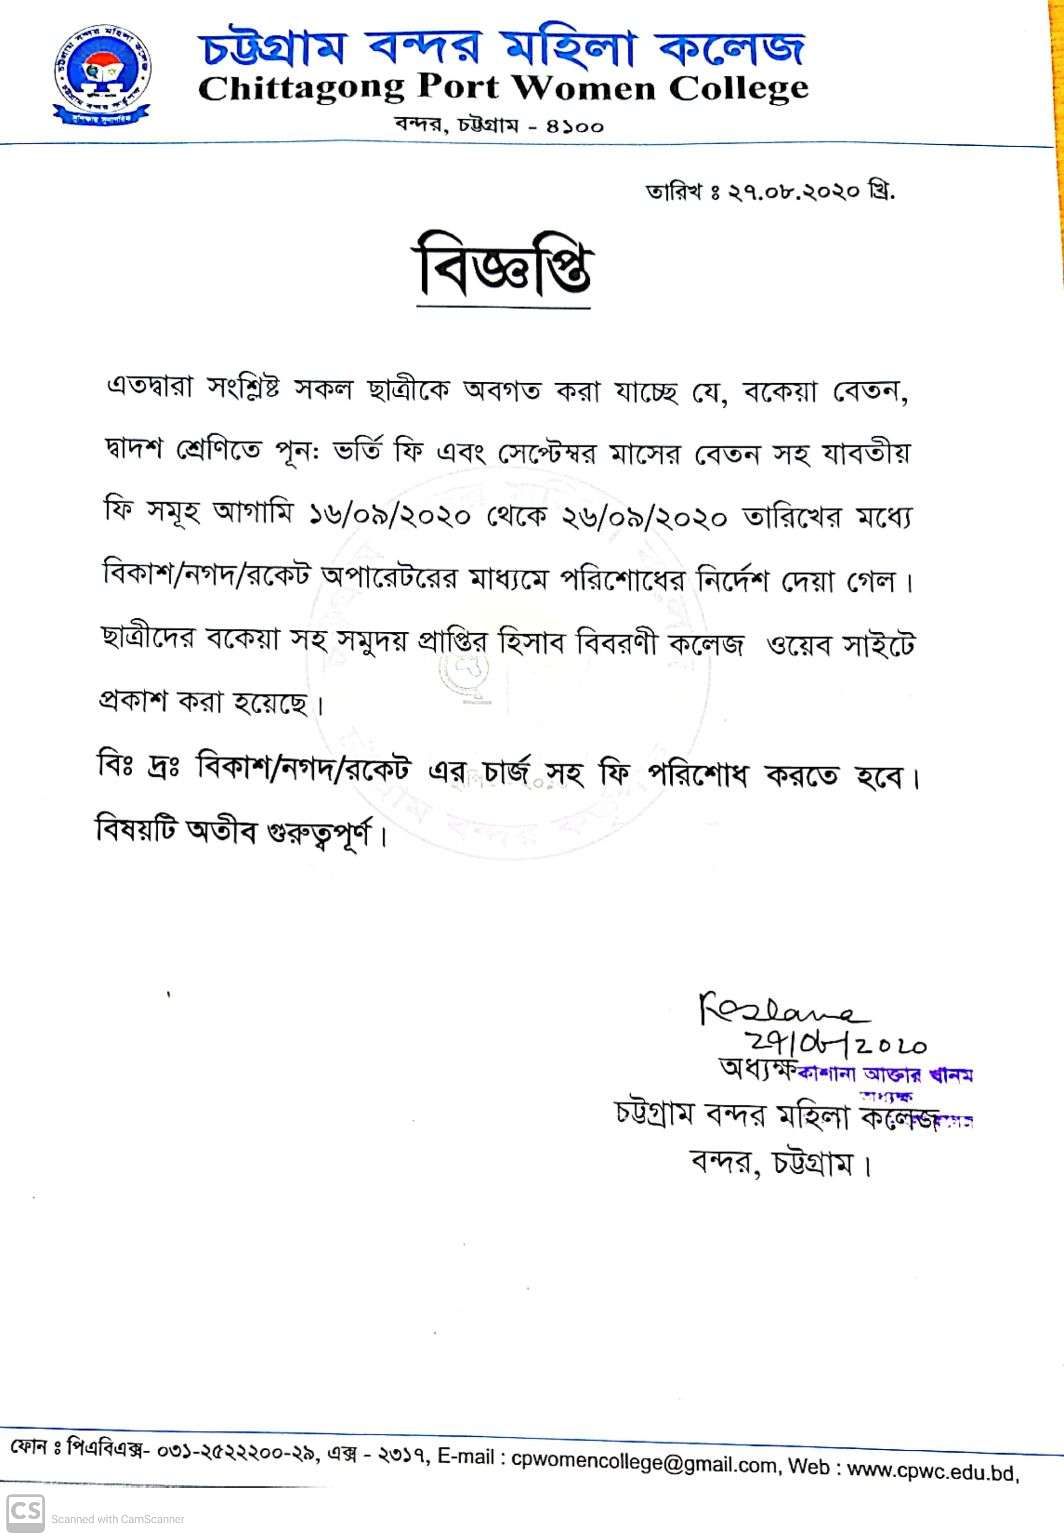 চট্টগ্রাম বন্দর মহিলা কলেজ
Chittagong Port Women College
বন্দর, চট্টগ্রাম - ৪১০০
তারিখ ঃ ২৭.০৮.২০২০ খ্রি.
বিজ্ঞপ্তি
এতদ্বারা সংশ্লিষ্ট সকল ছাত্রীকে অবগত করা যাচ্ছে যে, বকেয়া বেতন,
দ্বাদশ শ্রেণিতে পূন: ভর্তি ফি এবং সেপ্টেম্বর মাসের বেতন সহ যাবতীয়
ফি সমূহ আগামি ১৬/০৯/২০২০ থেকে ২৬/০৯/২০২০ তারিখের মধ্যে
বিকাশ/নগদ/রকেট অপারেটরের মাধ্যমে পরিশোধের নির্দেশ দেয়া গেল।
ছাত্রীদের বকেয়া সহ সমুদয় প্রাপ্তির হিসাব বিবরণী কলেজ ওয়েব সাইটে
প্রকাশ করা হয়েছে।
বিঃ দ্রঃ বিকাশ/নগদ/রকেট এর চার্জ সহ ফি পরিশোধ করতে হবে।
বিষয়টি অতীব গুরুত্বপূর্ণ।
অধ্যক্ষ
আক্তার খানম
অধ্যক্ষ
চট্টগ্রাম বন্দর মহিলা কলেজ
বন্দর, চট্টগ্রাম।
ফোন ঃ পিএবিএক্স- ০৩১-২৫২২২০০-২৯, এক্স - ২৩১৭, E-mail : cpwomencollege@gmail.com, Web : www.cpwc.edu.bd,
CS Scanned with CamScanner